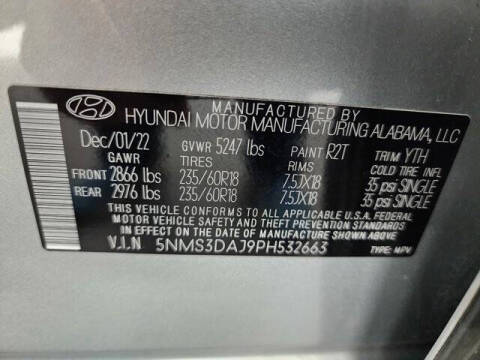 MANUFACTURED BY
HYUNDAI MOTOR MANUFACTURING ALABAMA, LLC
Dec/01/22 GVWR 5247 lbs PAINT R2T TRIM YTH
GAWR TIRES RIMS COLD TIRE INFL
FRONT 2866 lbs 235/60R18 7.5JX18 35 psi SINGLE
REAR 2976 lbs 235/60R18 7.5JX18 35 psi SINGLE
THIS VEHICLE CONFORMS TO ALL APPLICABLE U.S.A. FEDERAL
MOTOR VEHICLE SAFETY AND THEFT PREVENTION
STANDARDS IN EFFECT ON THE
DATE OF MANUFACTURE SHOWN ABOVE
V.I.N 5NMS3DAJ9PH532663 TYPE: MPV